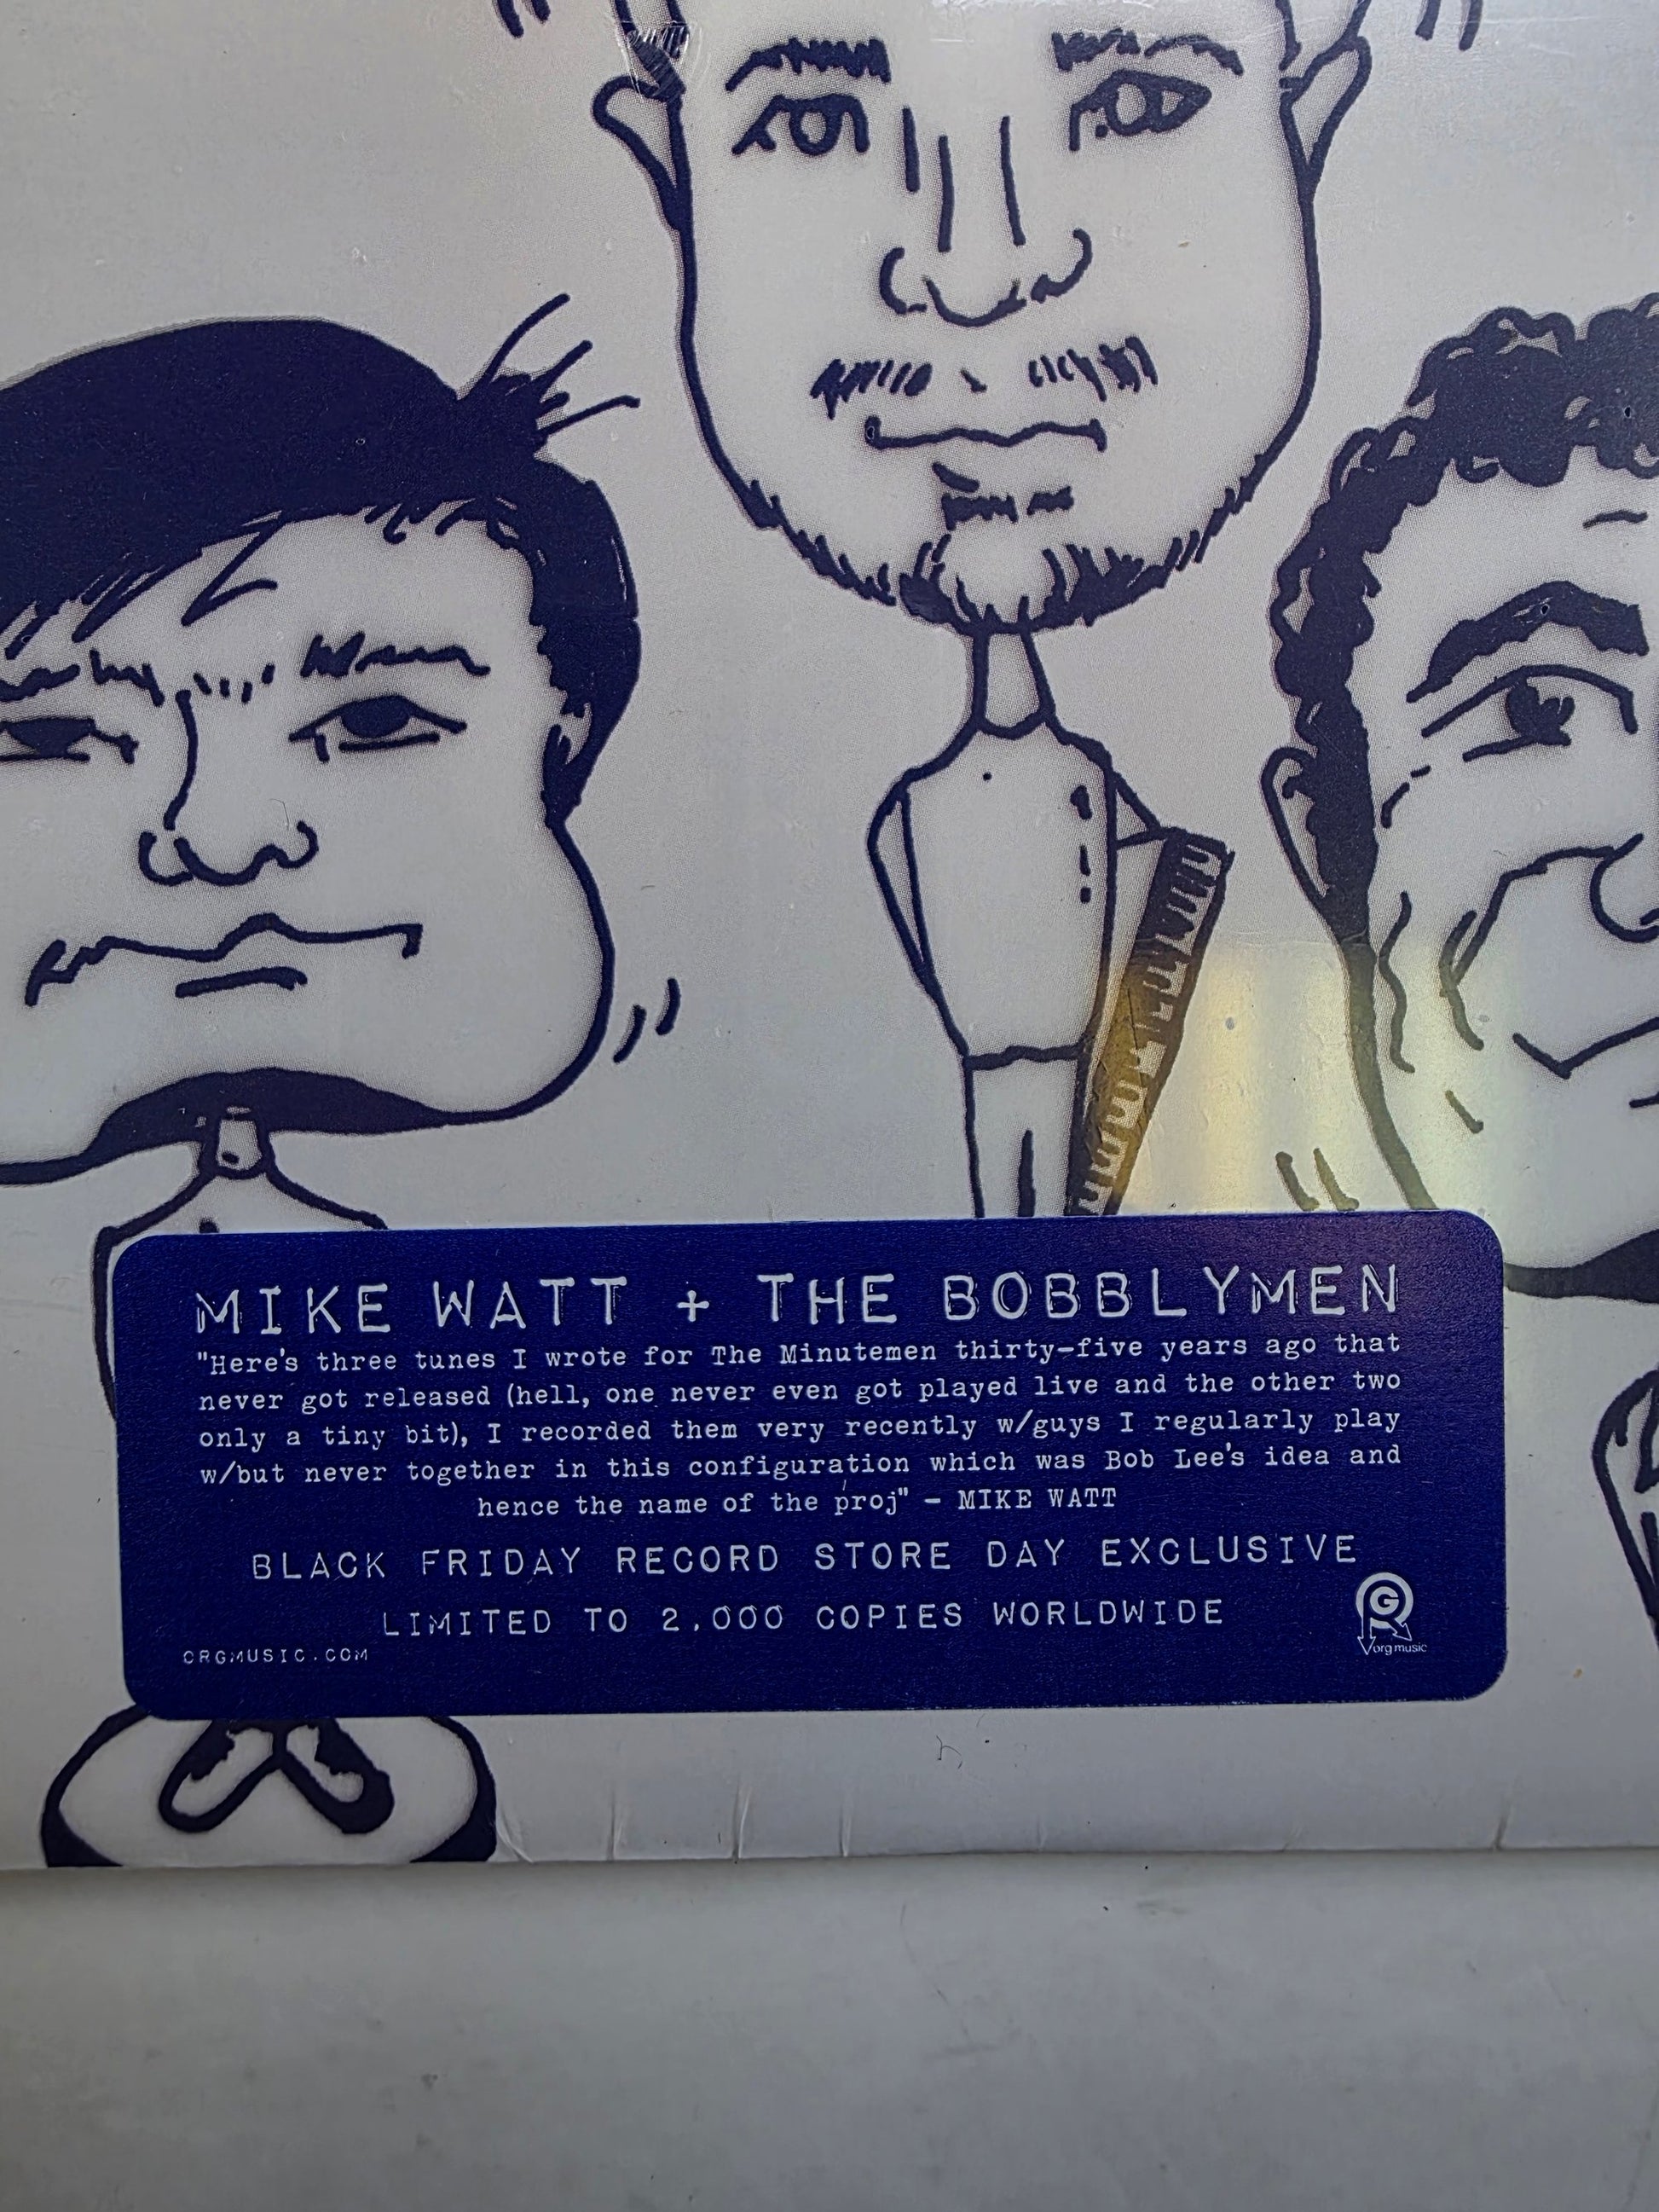 MIKE WATT + THE BOBBLYMEN
"Here's three tunes I wrote for The Minutemen thirty-five years ago that
never got released (hell, one never even got played live and the other two
only a tiny bit), I recorded them very recently w/guys I regularly play
w/but never together in this configuration which was Bob Lee's idea and
hence the name of the proj" - MIKE WATT
BLACK FRIDAY RECORD STORE DAY EXCLUSIVE
LIMITED TO 2,000 COPIES WORLDWIDE
ORGMUSIC.COM
org music